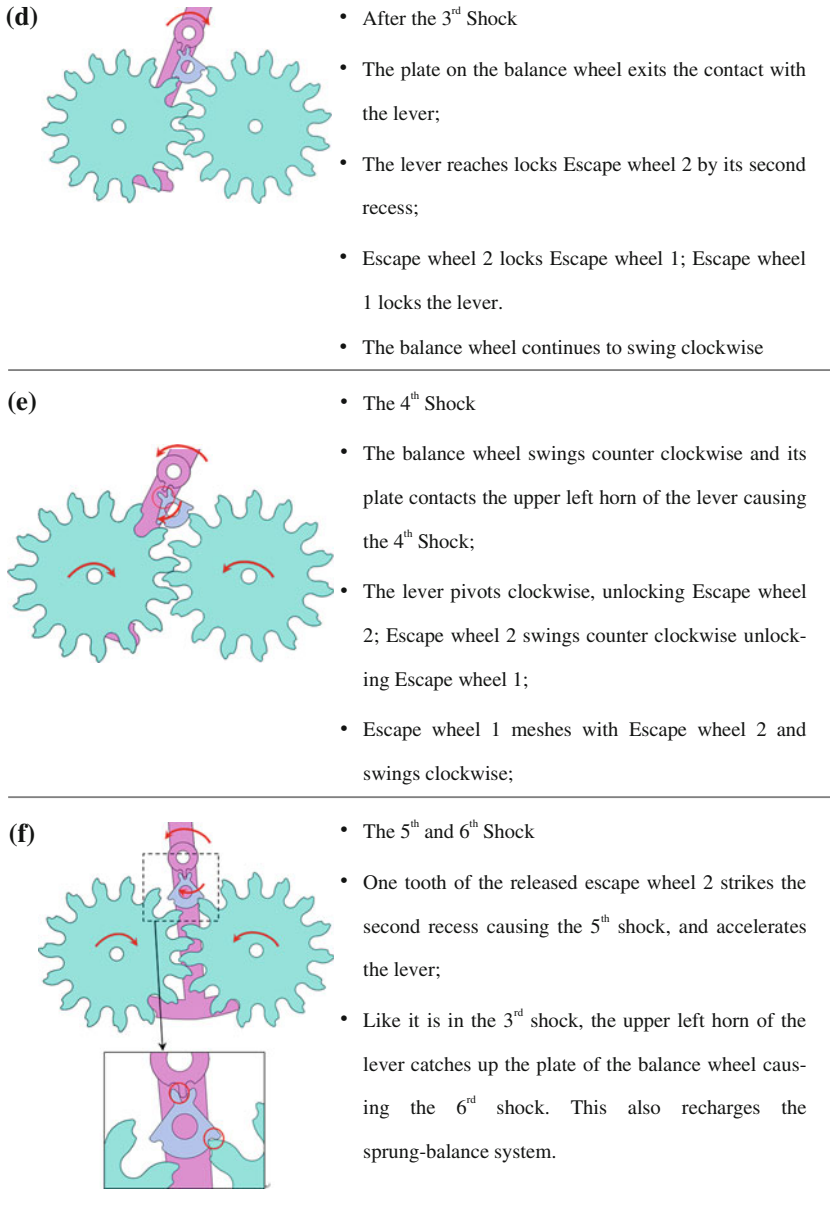 (d)
• After the 3rd Shock
• The plate on the balance wheel exits the contact with
the lever;
• The lever reaches locks Escape wheel 2 by its second
recess;
• Escape wheel 2 locks Escape wheel 1; Escape wheel
1 locks the lever.
• The balance wheel continues to swing clockwise
(e)
• The 4th Shock
• The balance wheel swings counter clockwise and its
plate contacts the upper left horn of the lever causing
the 4th Shock;
• The lever pivots clockwise, unlocking Escape wheel
2; Escape wheel 2 swings counter clockwise unlock-
ing Escape wheel 1;
• Escape wheel 1 meshes with Escape wheel 2 and
swings clockwise;
(f)
• The 5th and 6th Shock
• One tooth of the released escape wheel 2 strikes the
second recess causing the 5th shock, and accelerates
the lever;
• Like it is in the 3rd shock, the upper left horn of the
lever catches up the plate of the balance wheel caus-
ing the 6rd shock. This also recharges the
sprung-balance system.